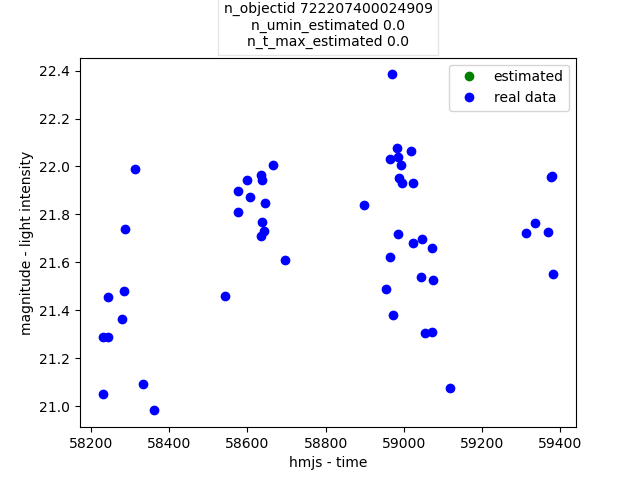 n_objectid 722207400024909
n_umin_estimated 0.0
n_t_max_estimated 0.0
estimated
real data
22.4
22.2
22.0
21.8
21.6
21.4
21.2
21.0
magnitude - light intensity
58200 58400 58600 58800 59000 59200 59400
hmjs - time